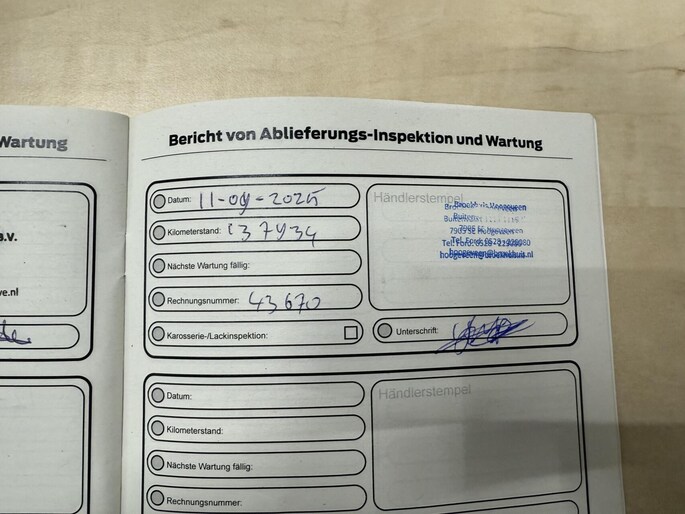 Wartung
B.V.
ve.nl
Bericht von Ablieferungs-Inspektion und Wartung
Datum: 11-09-2025
Kilometerstand: 137934
Nächste Wartung fällig:
Rechnungsnummer: 43670
Karosserie-/Lackinspektion:
Händlerstempel
Hoogeveen
Unterschrift:
Datum:
Kilometerstand:
Nächste Wartung fällig:
Rechnungsnummer:
Händlerstempel